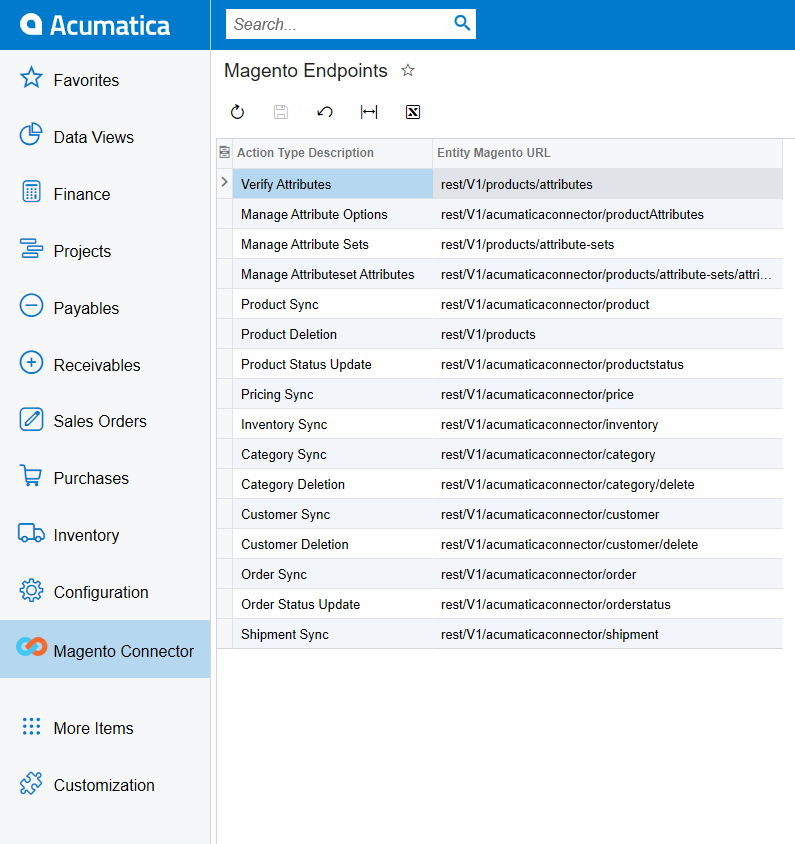 Acumatica
Search...
Favorites
Data Views
Finance
Projects
Payables
Receivables
Sales Orders
Purchases
Inventory
Configuration
Magento Connector
More Items
Customization
Magento Endpoints
Action Type Description Entity Magento URL
Verify Attributes rest/V1/products/attributes
Manage Attribute Options rest/V1/acumaticaconnector/productAttributes
Manage Attribute Sets rest/V1/products/attribute-sets
Manage Attributeset Attributes rest/V1/acumaticaconnector/products/attribute-sets/attri...
Product Sync rest/V1/acumaticaconnector/product
Product Deletion rest/V1/products
Product Status Update rest/V1/acumaticaconnector/productstatus
Pricing Sync rest/V1/acumaticaconnector/price
Inventory Sync rest/V1/acumaticaconnector/inventory
Category Sync rest/V1/acumaticaconnector/category
Category Deletion rest/V1/acumaticaconnector/category/delete
Customer Sync rest/V1/acumaticaconnector/customer
Customer Deletion rest/V1/acumaticaconnector/customer/delete
Order Sync rest/V1/acumaticaconnector/order
Order Status Update rest/V1/acumaticaconnector/orderstatus
Shipment Sync rest/V1/acumaticaconnector/shipment